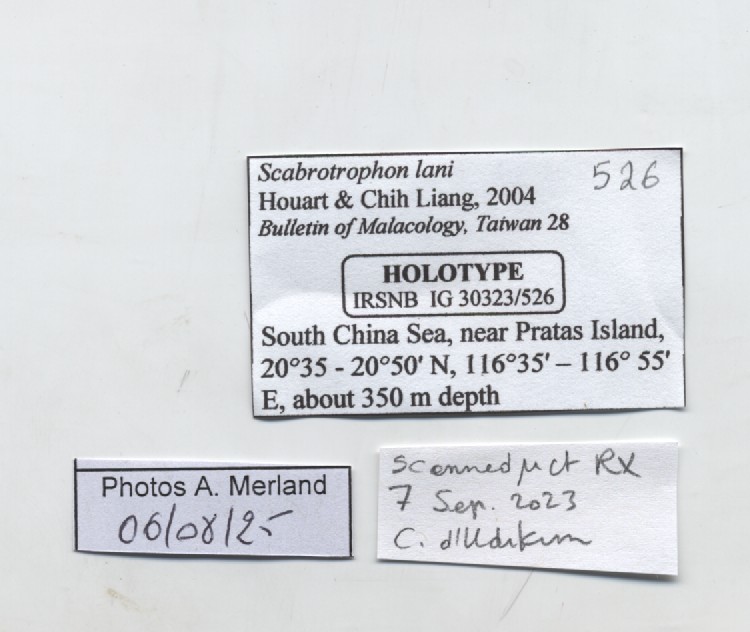 Scabrotrophon lani 526
Houart & Chih Liang, 2004
Bulletin of Malacology, Taiwan 28
HOLOTYPE
IRSNB IG 30323/526
South China Sea, near Pratas Island,
20°35 - 20°50' N, 116°35' – 116° 55'
E, about 350 m depth
Photos A. Merland
06/08/25
Scanned µct RX
7 Sep. 2023
C.